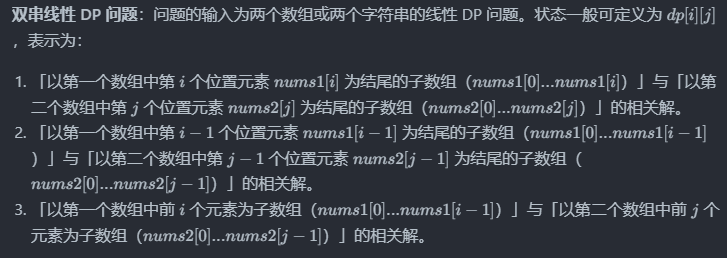 双串线性 DP 问题：问题的输入为两个数组或两个字符串的线性 DP 问题。状态一般可定义为 dp[i][j]
，表示为：
1. 「以第一个数组中第 i 个位置元素 nums1[i] 为结尾的子数组（nums1[0]...nums1[i]）」与「以第
二个数组中第 j 个位置元素 nums2[j] 为结尾的子数组（nums2[0]...nums2[j]）」的相关解。
2. 「以第一个数组中第 i − 1 个位置元素 nums1[i − 1] 为结尾的子数组（nums1[0]...nums1[i − 1]
）」与「以第二个数组中第 j − 1 个位置元素 nums2[j − 1] 为结尾的子数组（
nums2[0]...nums2[j − 1]）」的相关解。
3. 「以第一个数组中前 i 个元素为子数组（nums1[0]...nums1[i − 1]）」与「以第二个数组中前 j 个
元素为子数组（nums2[0]...nums2[j − 1]）」的相关解。